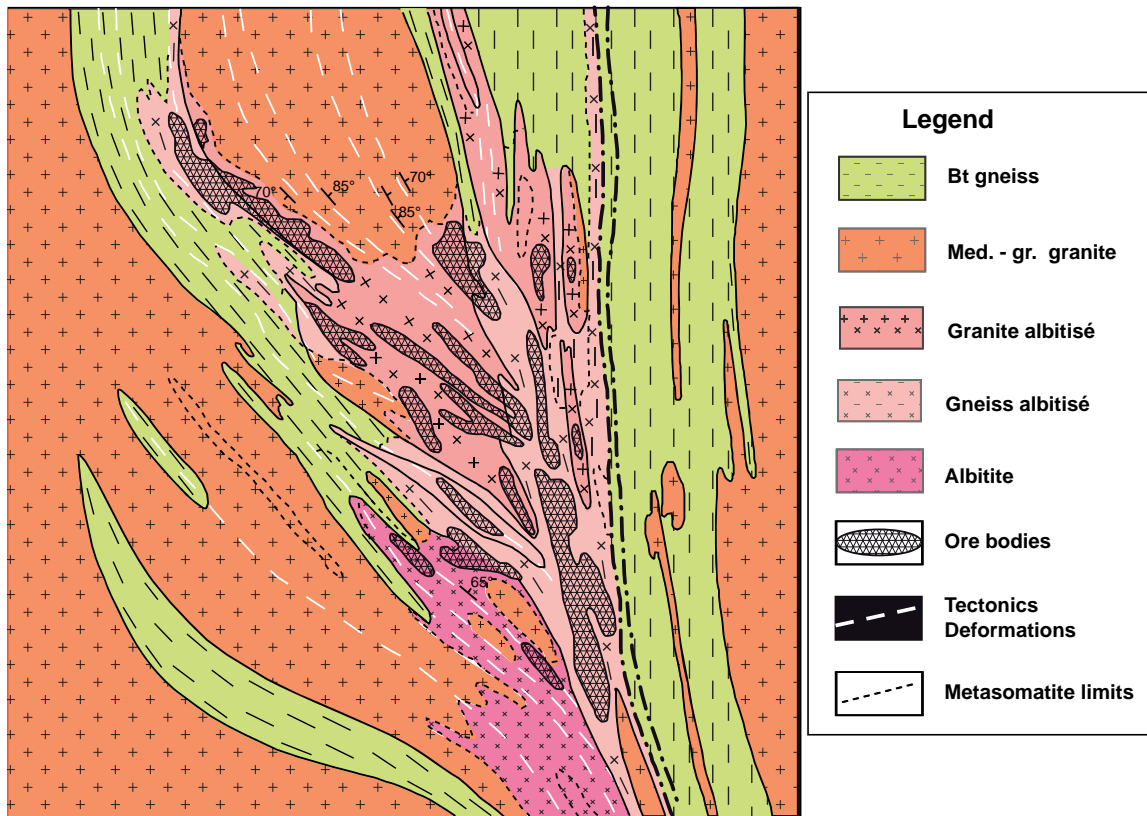 Legend
Bt gneiss
Med. - gr. granite
Granite albitisé
Gneiss albitisé
Albitite
Ore bodies
Tectonics
Deformations
Metasomatite limits
70°
85°
70°
85°
65°